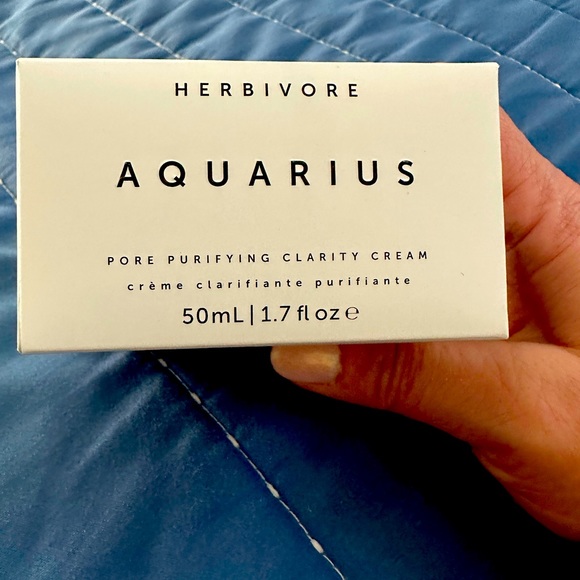 HERBIVORE
AQUARIUS
PORE PURIFYING CLARITY CREAM
crème clarifiante purifiante
50mL|1.7 fl oz ℮